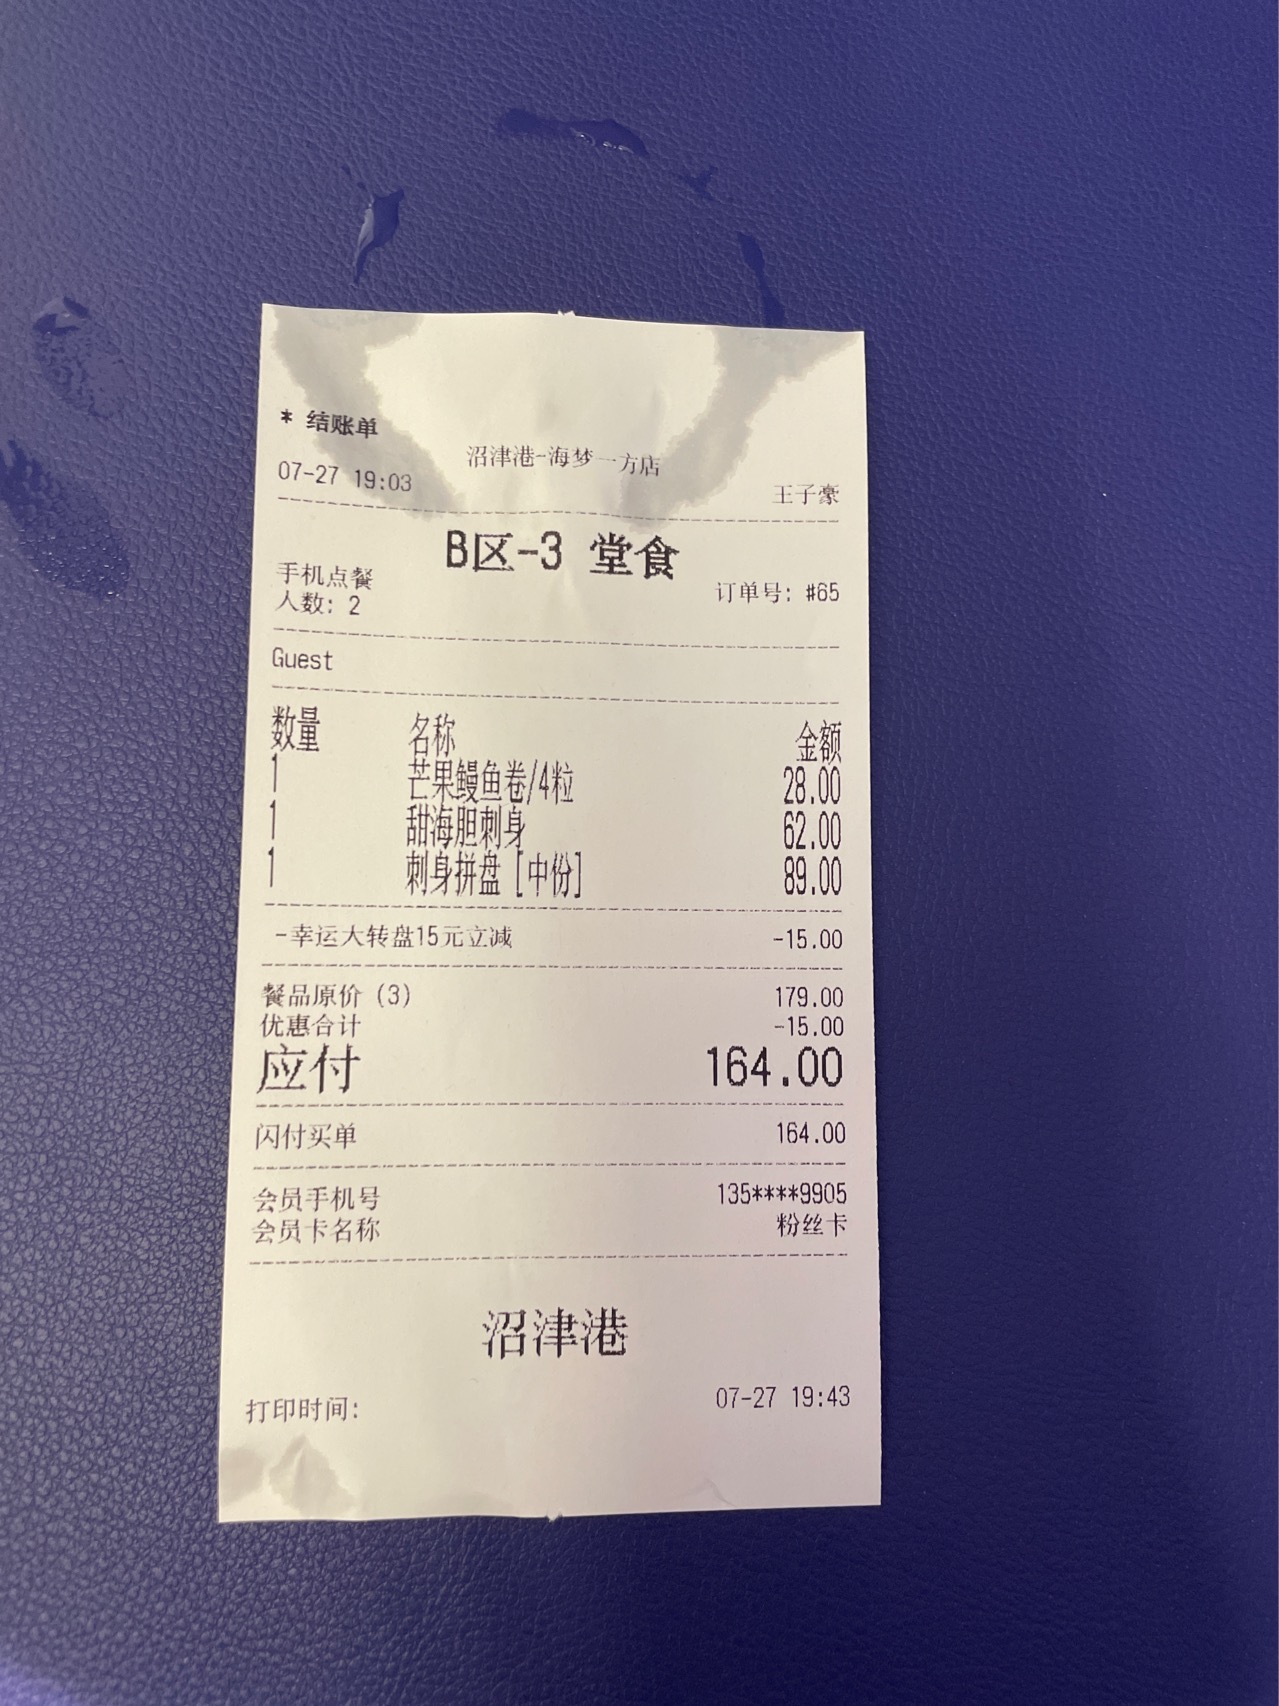 * 结账单
沼津港-海梦一方店
07-27 19:03 王子豪
B区-3 堂食
手机点餐 订单号: #65
人数: 2
Guest
数量 名称 金额
1 芒果鳗鱼卷/4粒 28.00
1 甜海胆刺身 62.00
1 刺身拼盘 [中份] 89.00
-幸运大转盘15元立减 -15.00
餐品原价 (3) 179.00
优惠合计 -15.00
应付 164.00
闪付买单 164.00
会员手机号 135****9905
会员卡名称 粉丝卡
沼津港
打印时间: 07-27 19:43